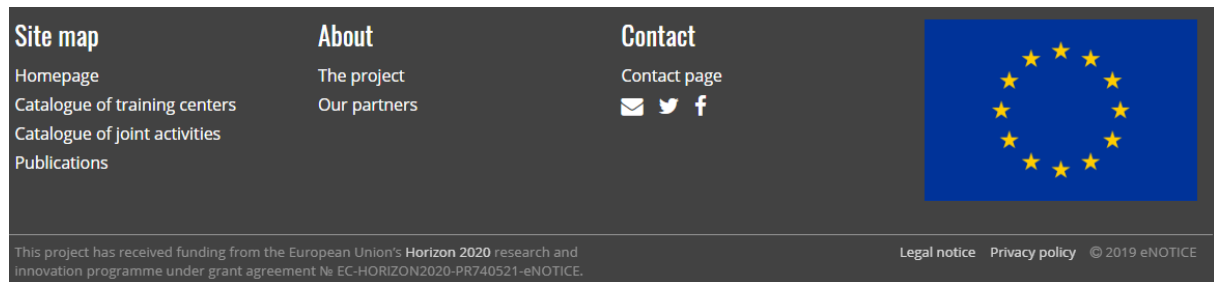 Site map
Homepage
Catalogue of training centers
Catalogue of joint activities
Publications
About
The project
Our partners
Contact
Contact page
This project has received funding from the European Union's Horizon 2020 research and
innovation programme under grant agreement № EC-HORIZON2020-PR740521-eNOTICE.
Legal notice Privacy policy © 2019 eNOTICE